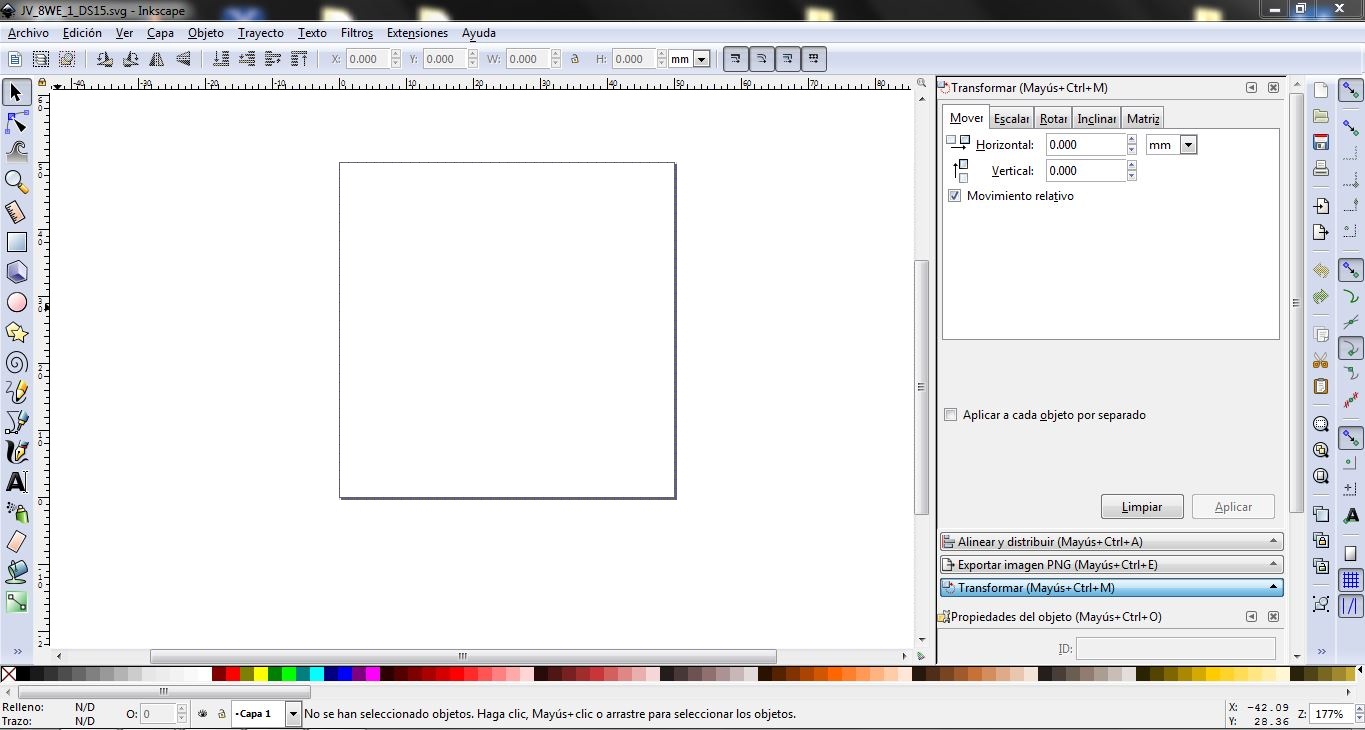 JV_8WE_1_DS15.svg - Inkscape
Archivo Edición Ver Capa Objeto Trayecto Texto Filtros Extensiones Ayuda
X: 0.000 Y: 0.000 W: 0.000 H: 0.000 mm
Transformar (Mayús+Ctrl+M)
Mover Escalar Rotar Inclinar Matriz
Horizontal: 0.000 mm
Vertical: 0.000
Movimiento relativo
Aplicar a cada objeto por separado
Limpiar Aplicar
Alinear y distribuir (Mayús+Ctrl+A)
Exportar imagen PNG (Mayús+Ctrl+E)
Transformar (Mayús+Ctrl+M)
Propiedades del objeto (Mayús+Ctrl+O)
ID:
Relleno: N/D
Trazo: N/D
O: 0
Capa 1
No se han seleccionado objetos. Haga clic, Mayús+clic o arrastre para seleccionar los objetos.
X: -42.09
Y: 28.36
Z: 177%